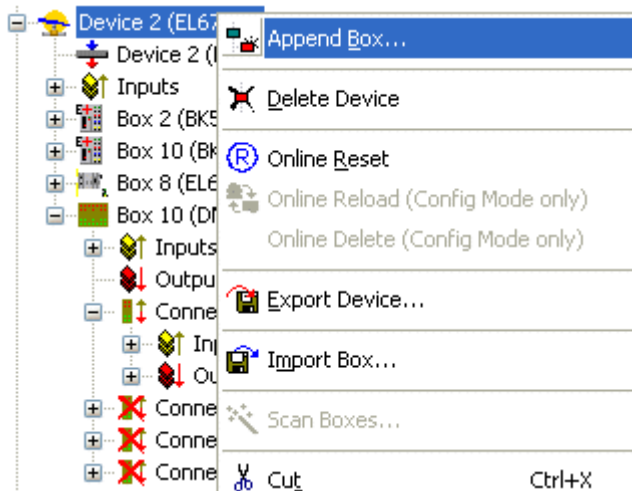 Device 2 (EL67
Device 2 (
Inputs
Box 2 (BK5
Box 10 (BK
Box 8 (EL6
Box 10 (
Inputs
Outpu
Conne
In
Ou
Conne
Conne
Conne
Append Box...
Delete Device
Online Reset
Online Reload (Config Mode only)
Online Delete (Config Mode only)
Export Device...
Import Box...
Scan Boxes...
Cut Ctrl+X